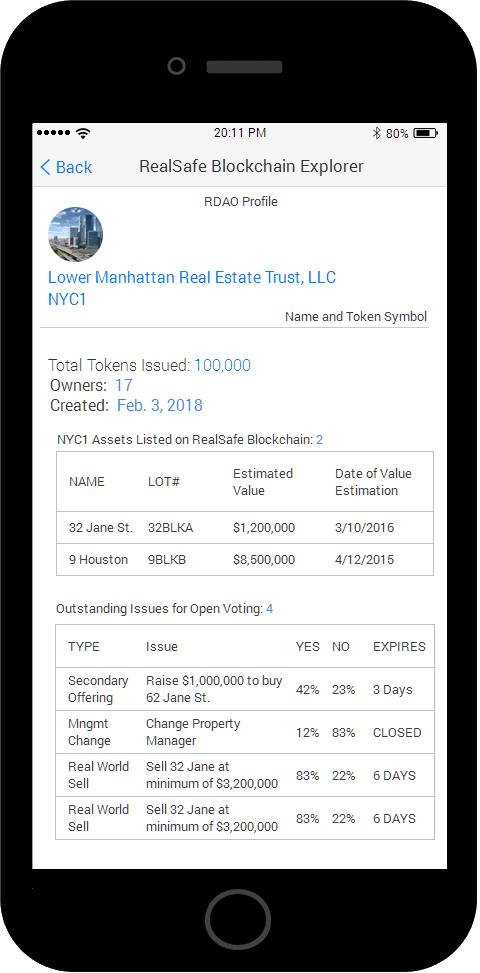 20:11 PM 80%
Back RealSafe Blockchain Explorer
RDAO Profile
Lower Manhattan Real Estate Trust, LLC
NYC1
Name and Token Symbol
Total Tokens Issued: 100,000
Owners: 17
Created: Feb. 3, 2018
NYC1 Assets Listed on RealSafe Blockchain: 2
NAME LOT# Estimated Value Date of Value Estimation
32 Jane St. 32BLKA $1,200,000 3/10/2016
9 Houston 9BLKB $8,500,000 4/12/2015
Outstanding Issues for Open Voting: 4
TYPE Issue YES NO EXPIRES
Secondary Offering Raise $1,000,000 to buy 62 Jane St. 42% 23% 3 Days
Mngmt Change Change Property Manager 12% 83% CLOSED
Real World Sell Sell 32 Jane at minimum of $3,200,000 83% 22% 6 DAYS
Real World Sell Sell 32 Jane at minimum of $3,200,000 83% 22% 6 DAYS